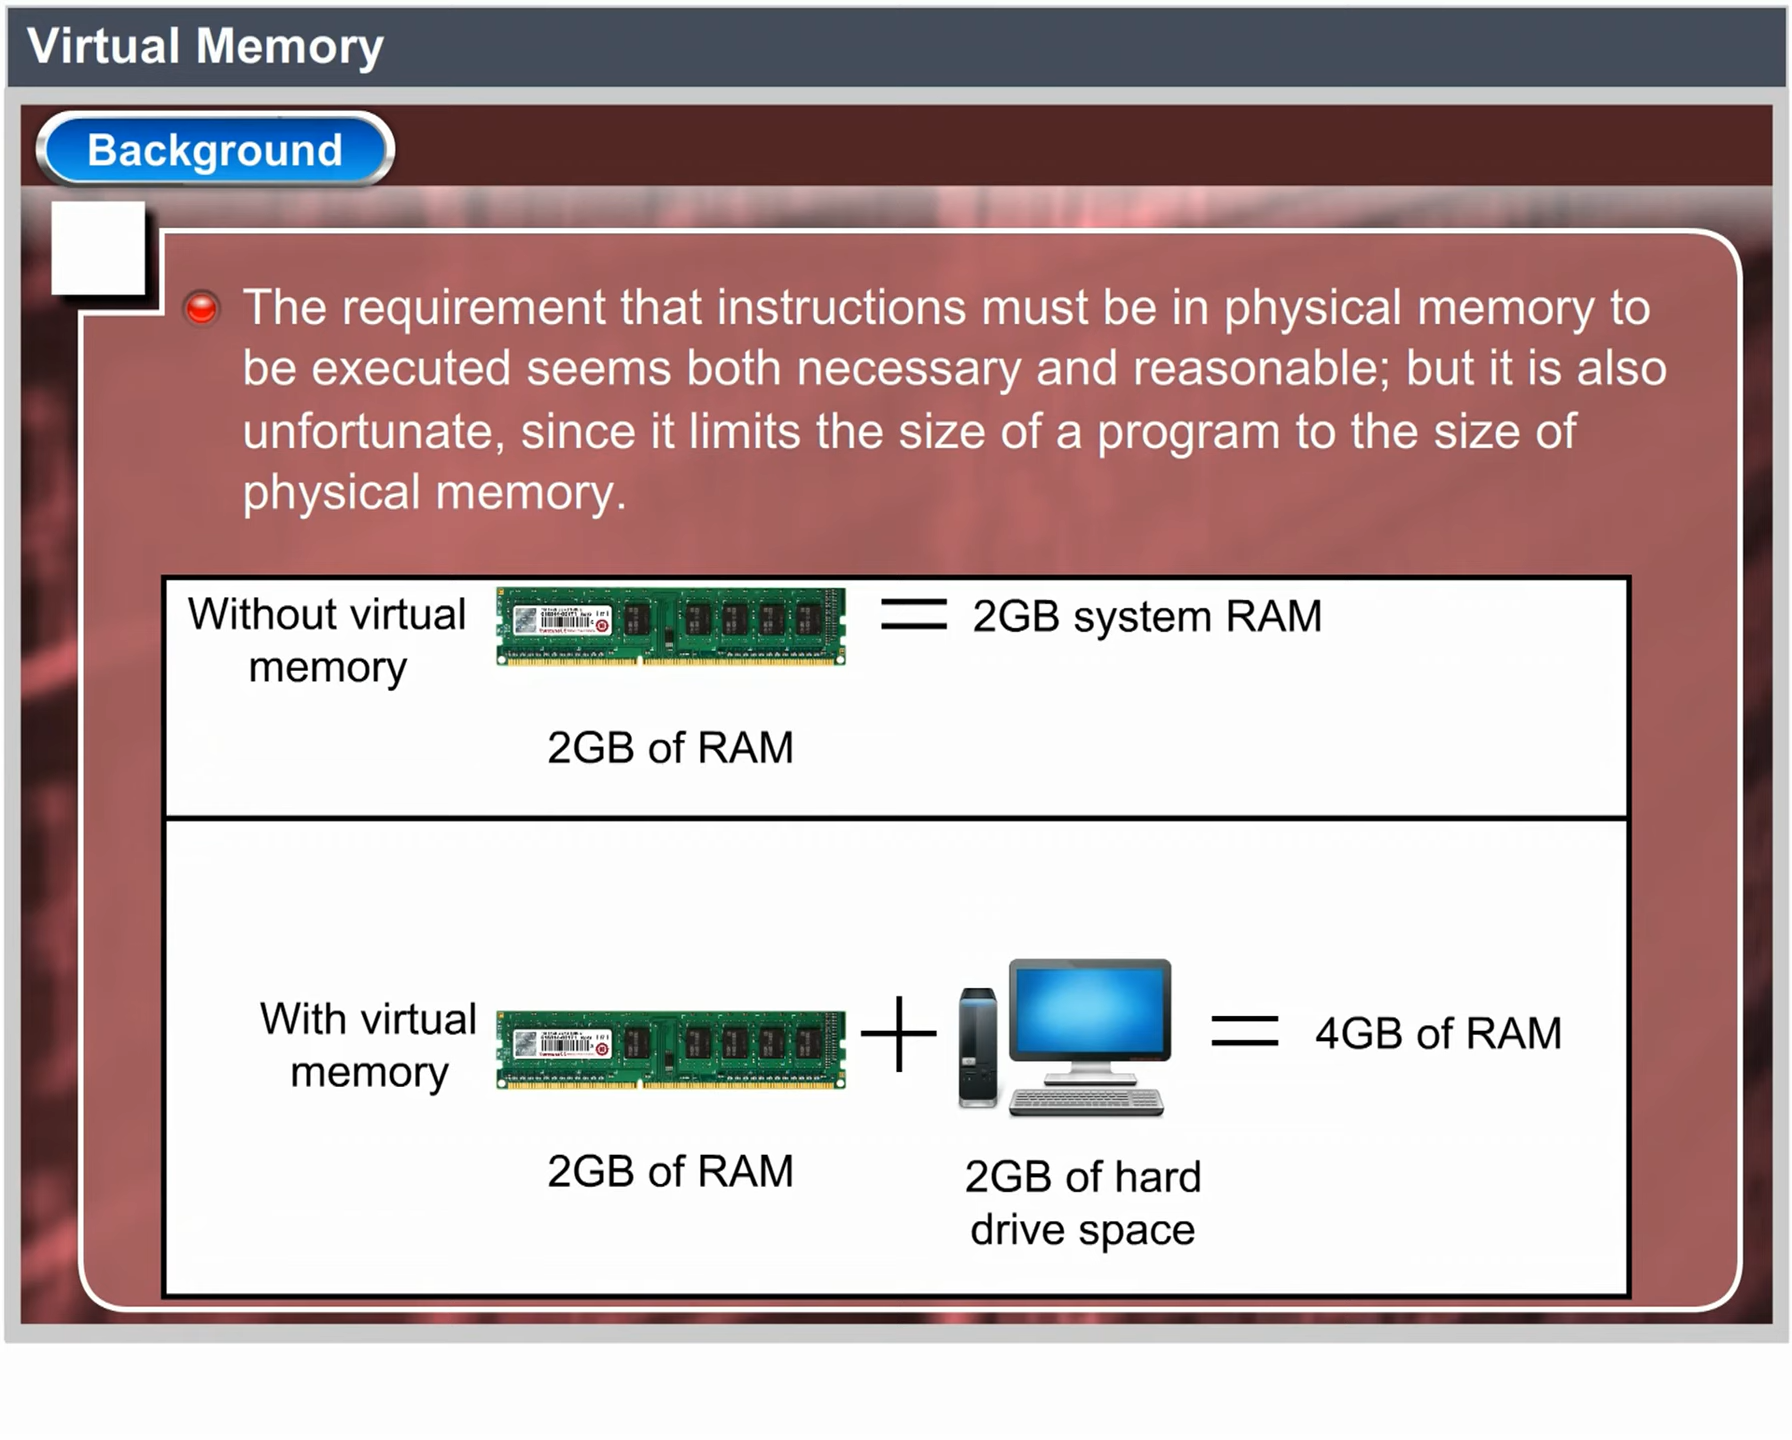 Virtual Memory
Background
The requirement that instructions must be in physical memory to
be executed seems both necessary and reasonable; but it is also
unfortunate, since it limits the size of a program to the size of
physical memory.
Without virtual
memory
= 2GB system RAM
2GB of RAM
With virtual
memory
+
= 4GB of RAM
2GB of RAM
2GB of hard
drive space